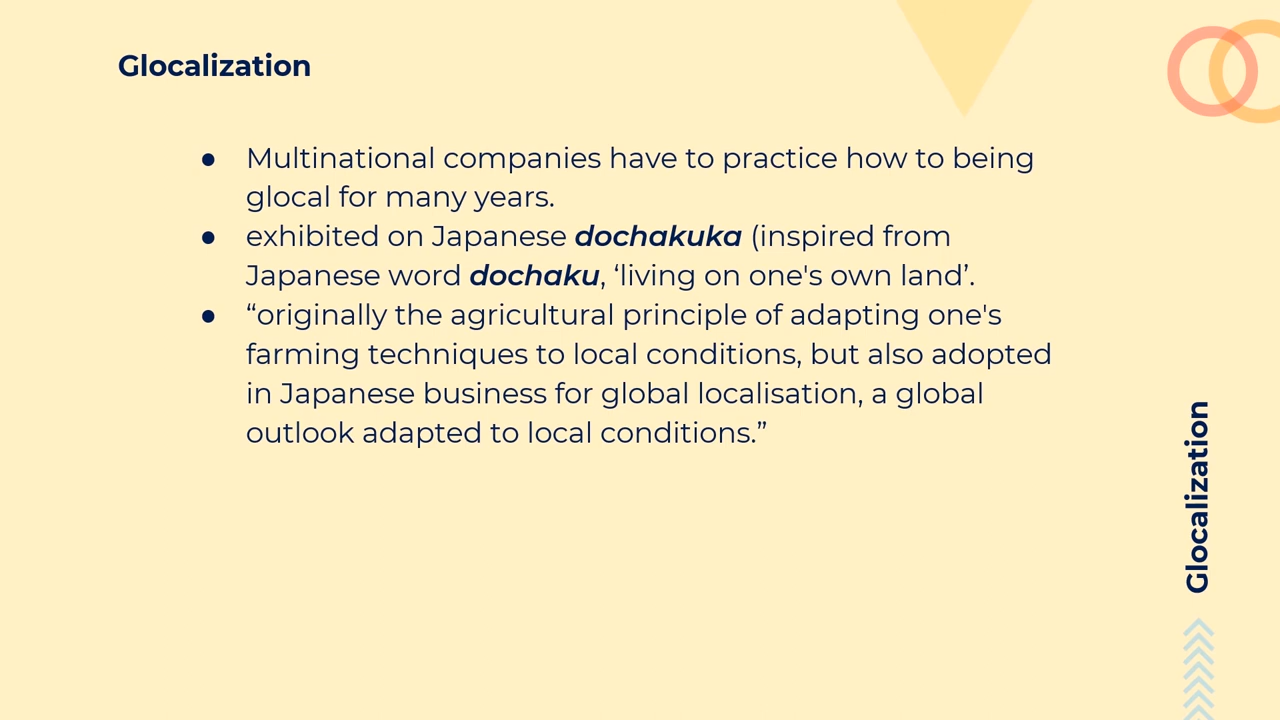 Glocalization
● Multinational companies have to practice how to being
glocal for many years.
● exhibited on Japanese dochakuka (inspired from
Japanese word dochaku, ‘living on one's own land’.
● “originally the agricultural principle of adapting one's
farming techniques to local conditions, but also adopted
in Japanese business for global localisation, a global
outlook adapted to local conditions.”
Glocalization